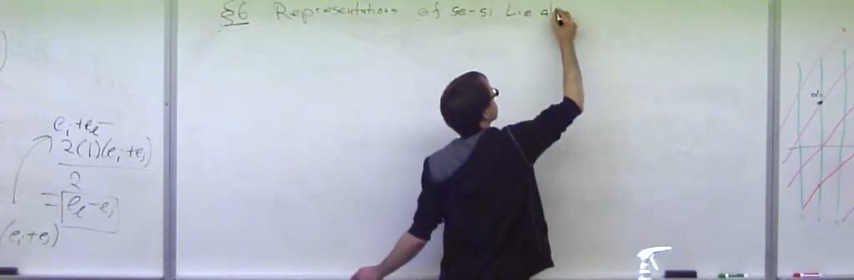 §6 Representations of se-si Lie al
e_i + e_l -
2(1)(e_i + e_j)
2
= e_l - e_j
(e_i + e_j)